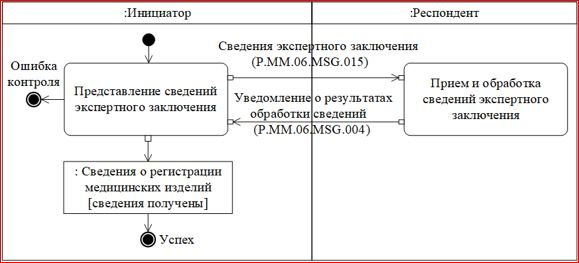 :Инициатор
:Респондент
Ошибка
контроля
Представление сведений
экспертного заключения
Сведения экспертного заключения
(P.MM.06.MSG.015)
Уведомление о результатах
обработки сведений
(P.MM.06.MSG.004)
Прием и обработка
сведений экспертного
заключения
: Сведения о регистрации
медицинских изделий
[сведения получены]
Успех